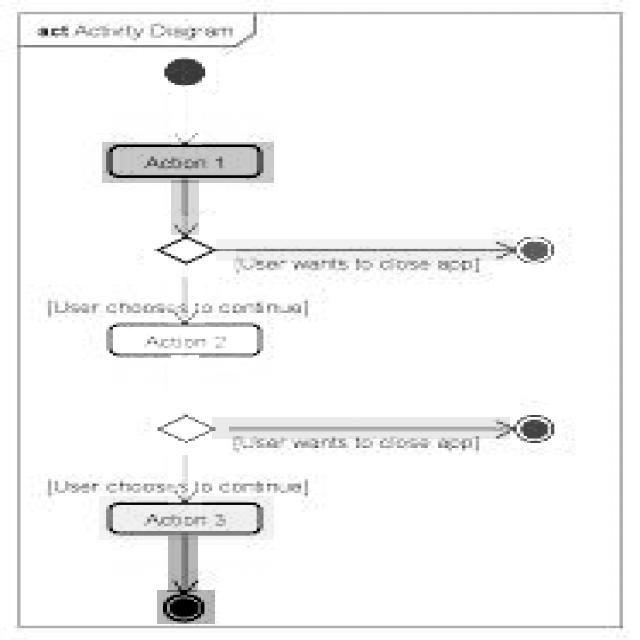 act Activity Diagram
Action 1
[User wants to close app]
[User chooses to continue]
Action 2
[User wants to close app]
[User chooses to continue]
Action 3